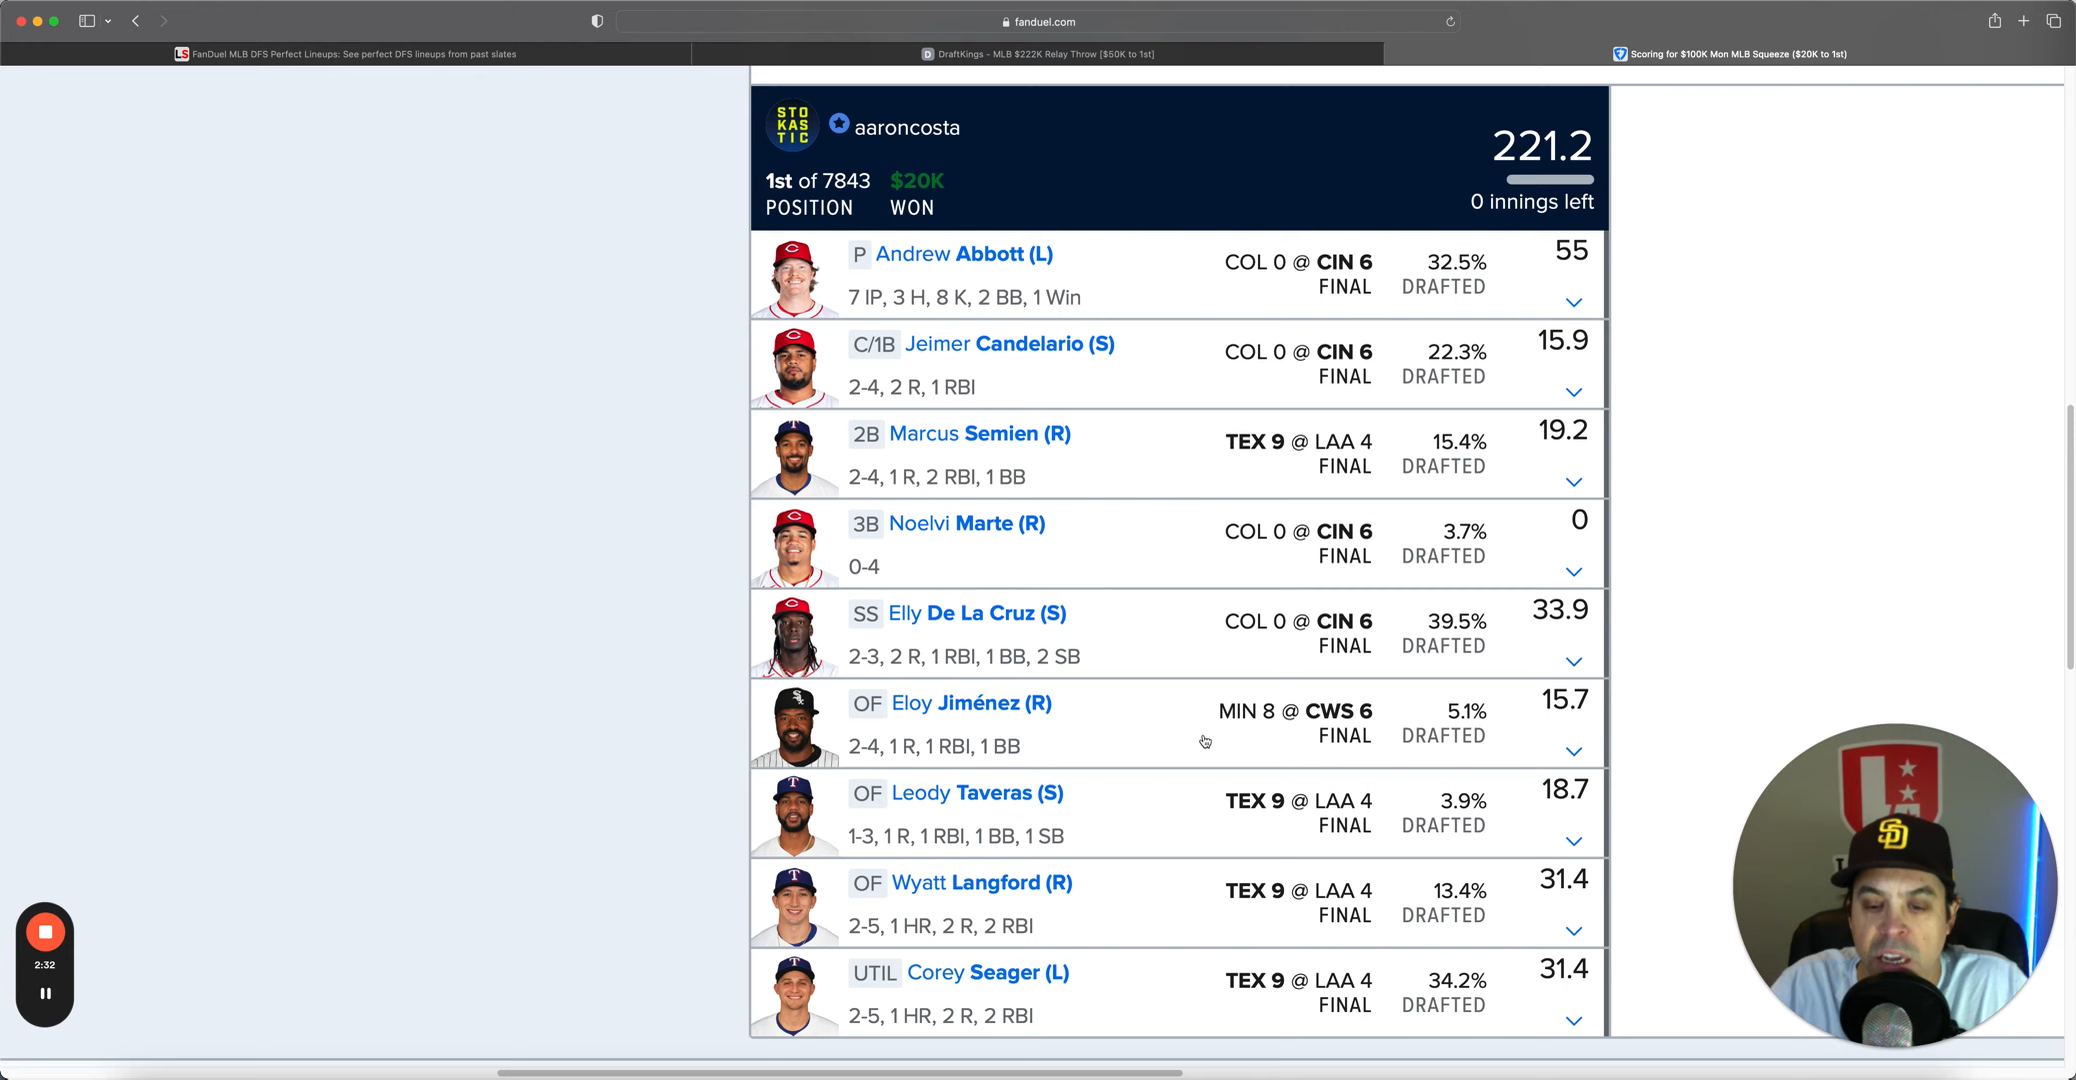 fanduel.com
FanDuel MLB DFS Perfect Lineups: See perfect DFS lineups from past slates
DraftKings - MLB $222K Relay Throw [$50K to 1st]
Scoring for $100K Mon MLB Squeeze ($20K to 1st)
STO
KAS
TIC
aaroncosta
221.2
1st of 7843 $20K
POSITION WON
0 innings left
P Andrew Abbott (L)
7 IP, 3 H, 8 K, 2 BB, 1 Win
COL 0 @ CIN 6
FINAL
32.5%
DRAFTED
55
C/1B Jeimer Candelario (S)
2-4, 2 R, 1 RBI
COL 0 @ CIN 6
FINAL
22.3%
DRAFTED
15.9
2B Marcus Semien (R)
2-4, 1 R, 2 RBI, 1 BB
TEX 9 @ LAA 4
FINAL
15.4%
DRAFTED
19.2
3B Noelvi Marte (R)
0-4
COL 0 @ CIN 6
FINAL
3.7%
DRAFTED
0
SS Elly De La Cruz (S)
2-3, 2 R, 1 RBI, 1 BB, 2 SB
COL 0 @ CIN 6
FINAL
39.5%
DRAFTED
33.9
OF Eloy Jiménez (R)
2-4, 1 R, 1 RBI, 1 BB
MIN 8 @ CWS 6
FINAL
5.1%
DRAFTED
15.7
OF Leody Taveras (S)
1-3, 1 R, 1 RBI, 1 BB, 1 SB
TEX 9 @ LAA 4
FINAL
3.9%
DRAFTED
18.7
OF Wyatt Langford (R)
2-5, 1 HR, 2 R, 2 RBI
TEX 9 @ LAA 4
FINAL
13.4%
DRAFTED
31.4
UTIL Corey Seager (L)
2-5, 1 HR, 2 R, 2 RBI
TEX 9 @ LAA 4
FINAL
34.2%
DRAFTED
31.4
2:32
SD